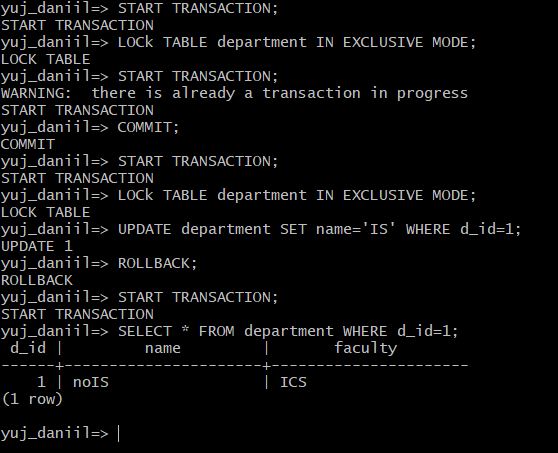 yuj_daniil=> START TRANSACTION;
START TRANSACTION
yuj_daniil=> LOCk TABLE department IN EXCLUSIVE MODE;
LOCK TABLE
yuj_daniil=> START TRANSACTION;
WARNING:  there is already a transaction in progress
START TRANSACTION
yuj_daniil=> COMMIT;
COMMIT
yuj_daniil=> START TRANSACTION;
START TRANSACTION
yuj_daniil=> LOCk TABLE department IN EXCLUSIVE MODE;
LOCK TABLE
yuj_daniil=> UPDATE department SET name='IS' WHERE d_id=1;
UPDATE 1
yuj_daniil=> ROLLBACK;
ROLLBACK
yuj_daniil=> START TRANSACTION;
START TRANSACTION
yuj_daniil=> SELECT * FROM department WHERE d_id=1;
 d_id |         name         |       faculty
------+----------------------+----------------------
    1 | noIS                 | ICS
(1 row)
yuj_daniil=>